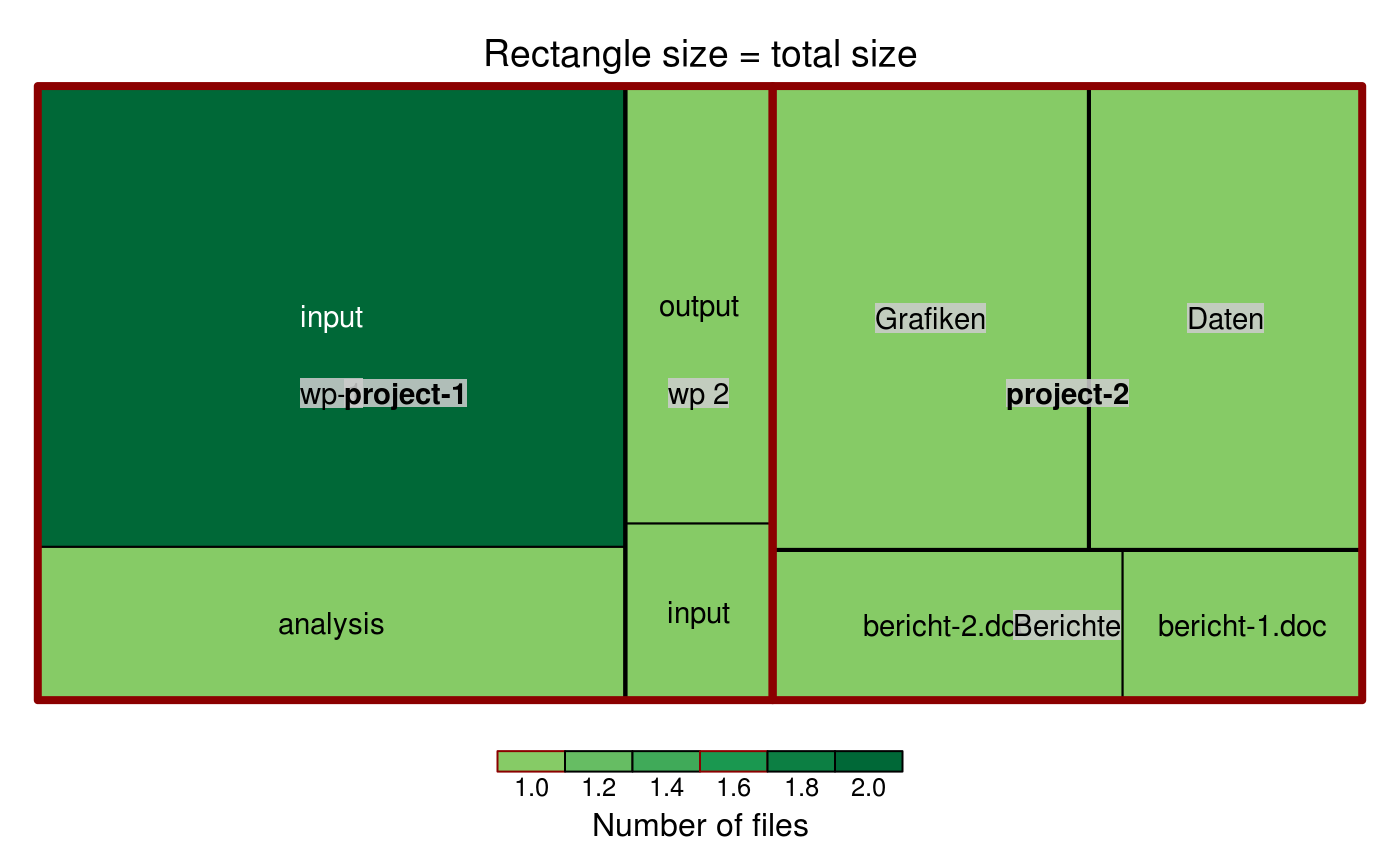 Rectangle size = total size
input
output
Grafiken
Daten
wp-
project-1
wp 2
project-2
analysis
input
bericht-2.do
Berichte
bericht-1.doc
1.0 1.2 1.4 1.6 1.8 2.0
Number of files